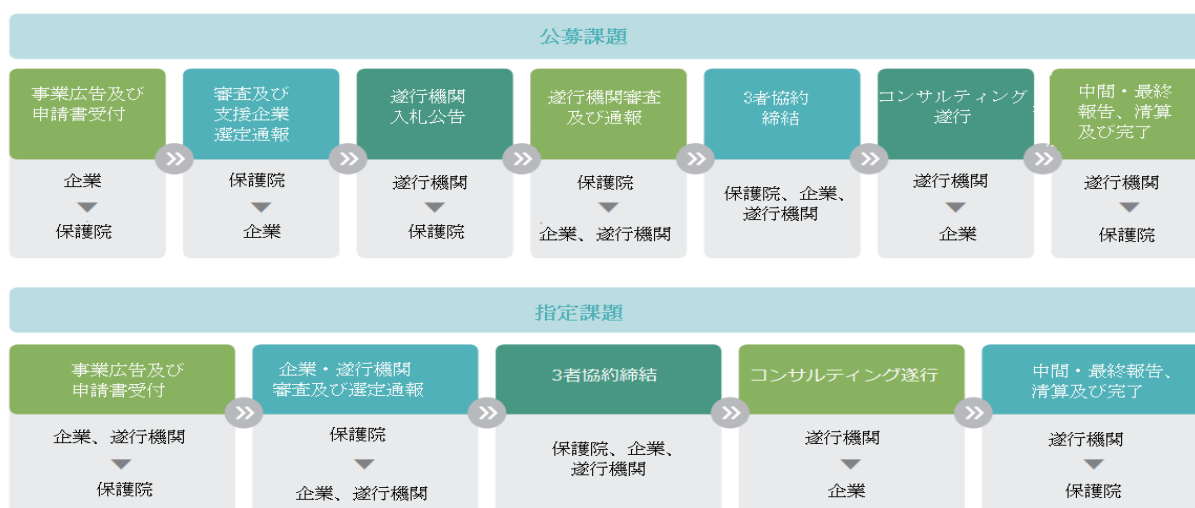 公募課題
事業広告及び
申請書受付
企業
保護院
審査及び
支援企業
選定通報
保護院
企業
遂行機関
入札公告
遂行機関
保護院
遂行機関審査
及び通報
保護院
企業、遂行機関
3者協約
締結
保護院、企業、
遂行機関
コンサルティング
遂行
遂行機関
企業
中間・最終
報告、清算
及び完了
遂行機関
保護院
指定課題
事業広告及び
申請書受付
企業、遂行機関
保護院
企業・遂行機関
審査及び選定通報
保護院
企業、遂行機関
3者協約締結
保護院、企業、
遂行機関
コンサルティング遂行
遂行機関
企業
中間・最終報告、
清算及び完了
遂行機関
保護院